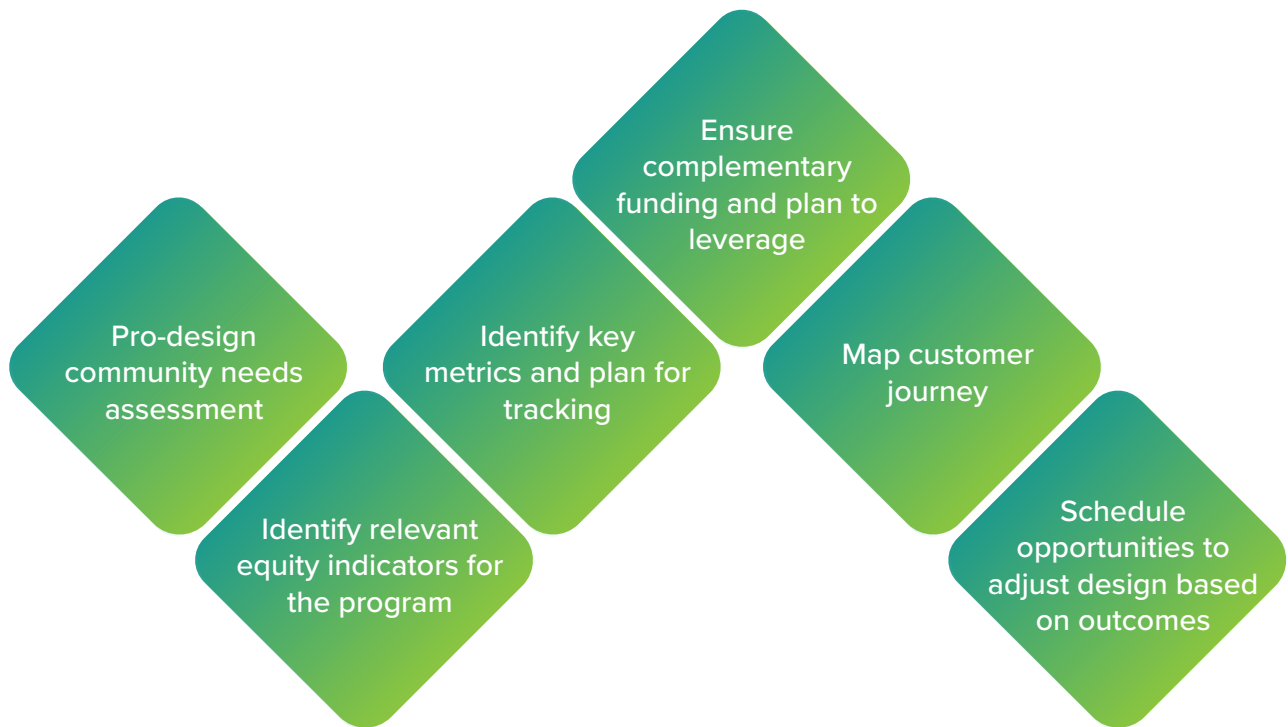 Pro-design
community needs
assessment
Identify relevant
equity indicators for
the program
Identify key
metrics and plan for
tracking
Ensure
complementary
funding and plan to
leverage
Map customer
journey
Schedule
opportunities to
adjust design based
on outcomes